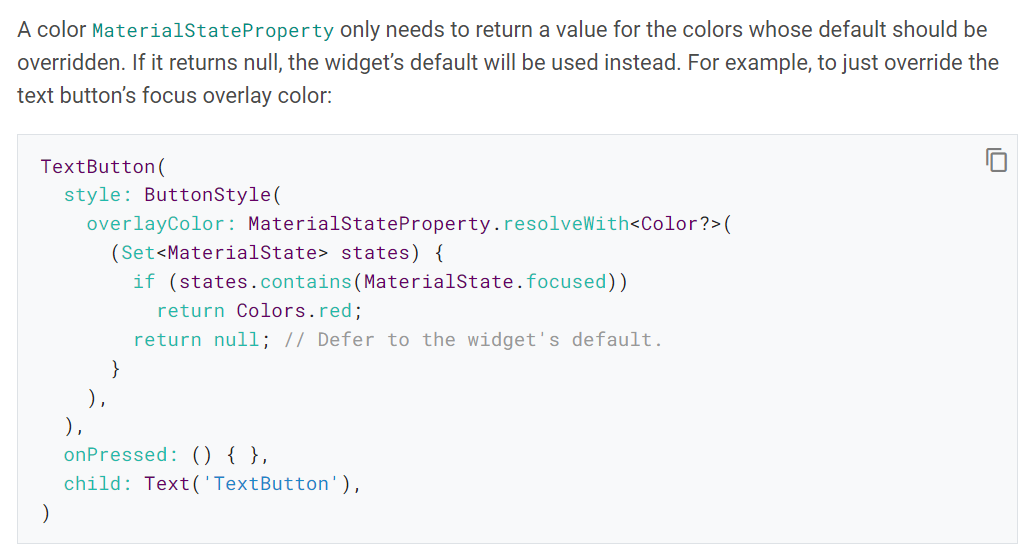 A color MaterialStateProperty only needs to return a value for the colors whose default should be
overridden. If it returns null, the widget’s default will be used instead. For example, to just override the
text button’s focus overlay color:
TextButton(
  style: ButtonStyle(
    overlayColor: MaterialStateProperty.resolveWith<Color?>(
      (Set<MaterialState> states) {
        if (states.contains(MaterialState.focused))
          return Colors.red;
        return null; // Defer to the widget's default.
      }
    ),
  ),
  onPressed: () { },
  child: Text('TextButton'),
)